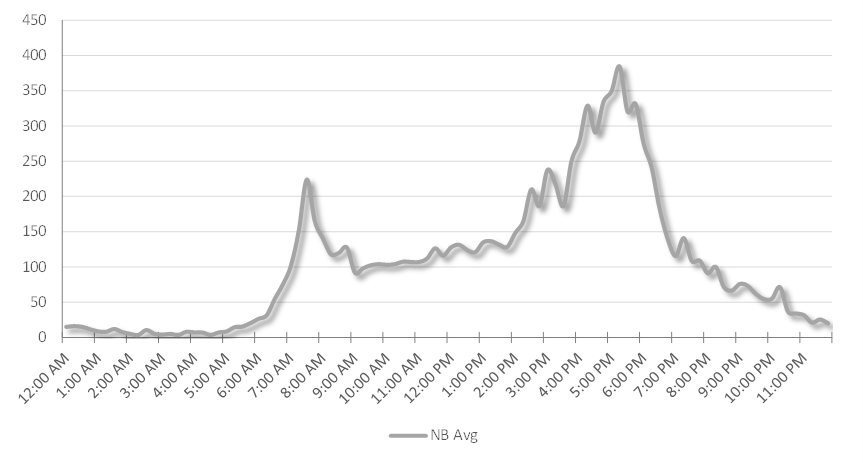 450
400
350
300
250
200
150
100
50
0
12:00 AM
1:00 AM
2:00 AM
3:00 AM
4:00 AM
5:00 AM
6:00 AM
7:00 AM
8:00 AM
9:00 AM
10:00 AM
11:00 AM
12:00 PM
1:00 PM
2:00 PM
3:00 PM
4:00 PM
5:00 PM
6:00 PM
7:00 PM
8:00 PM
9:00 PM
10:00 PM
11:00 PM
NB Avg